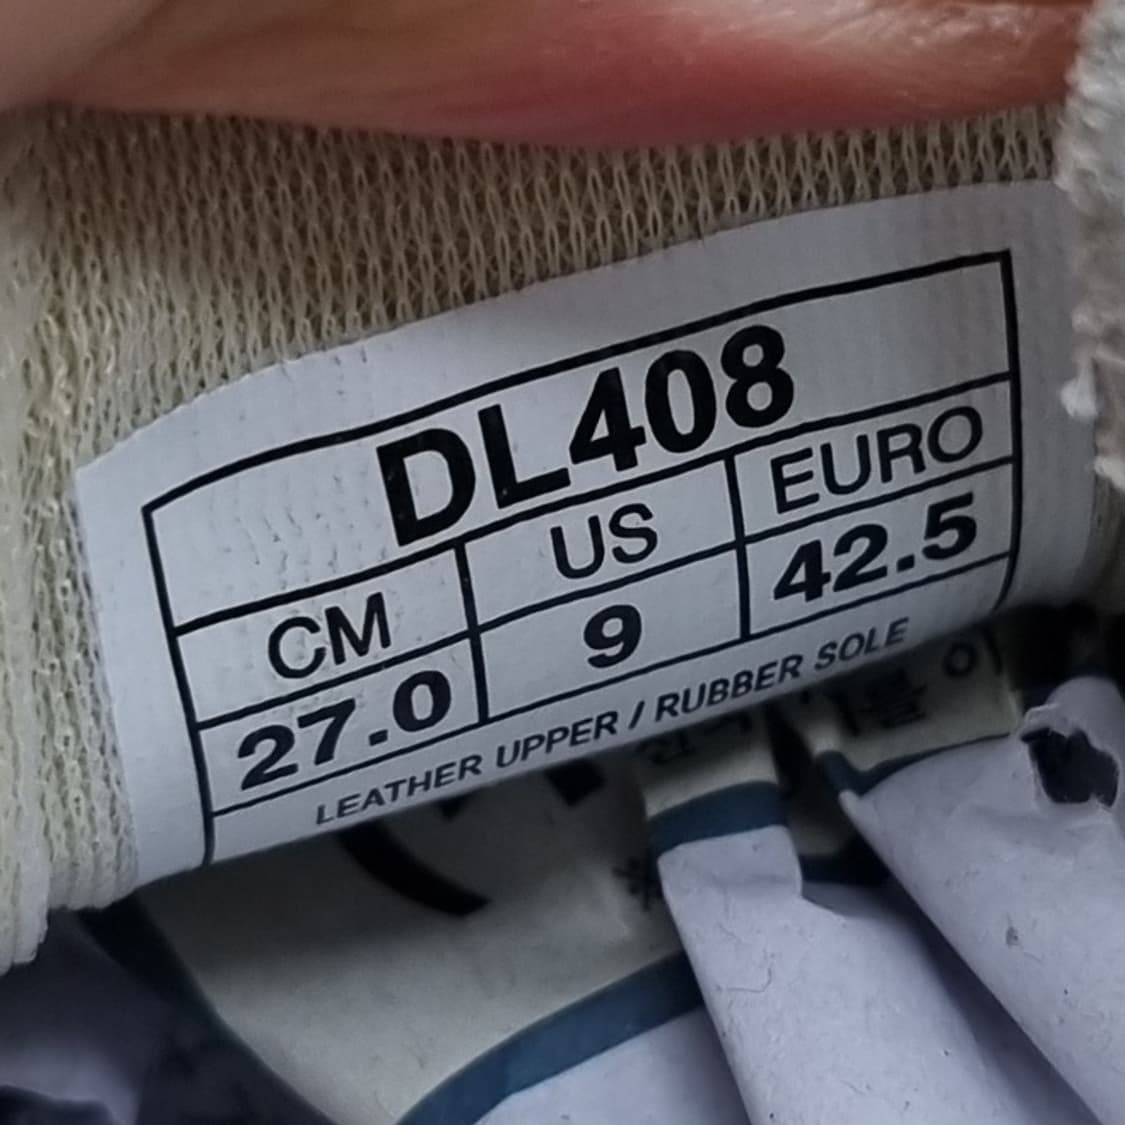 DL408
CM US EURO
27.0 9 42.5
LEATHER UPPER / RUBBER SOLE